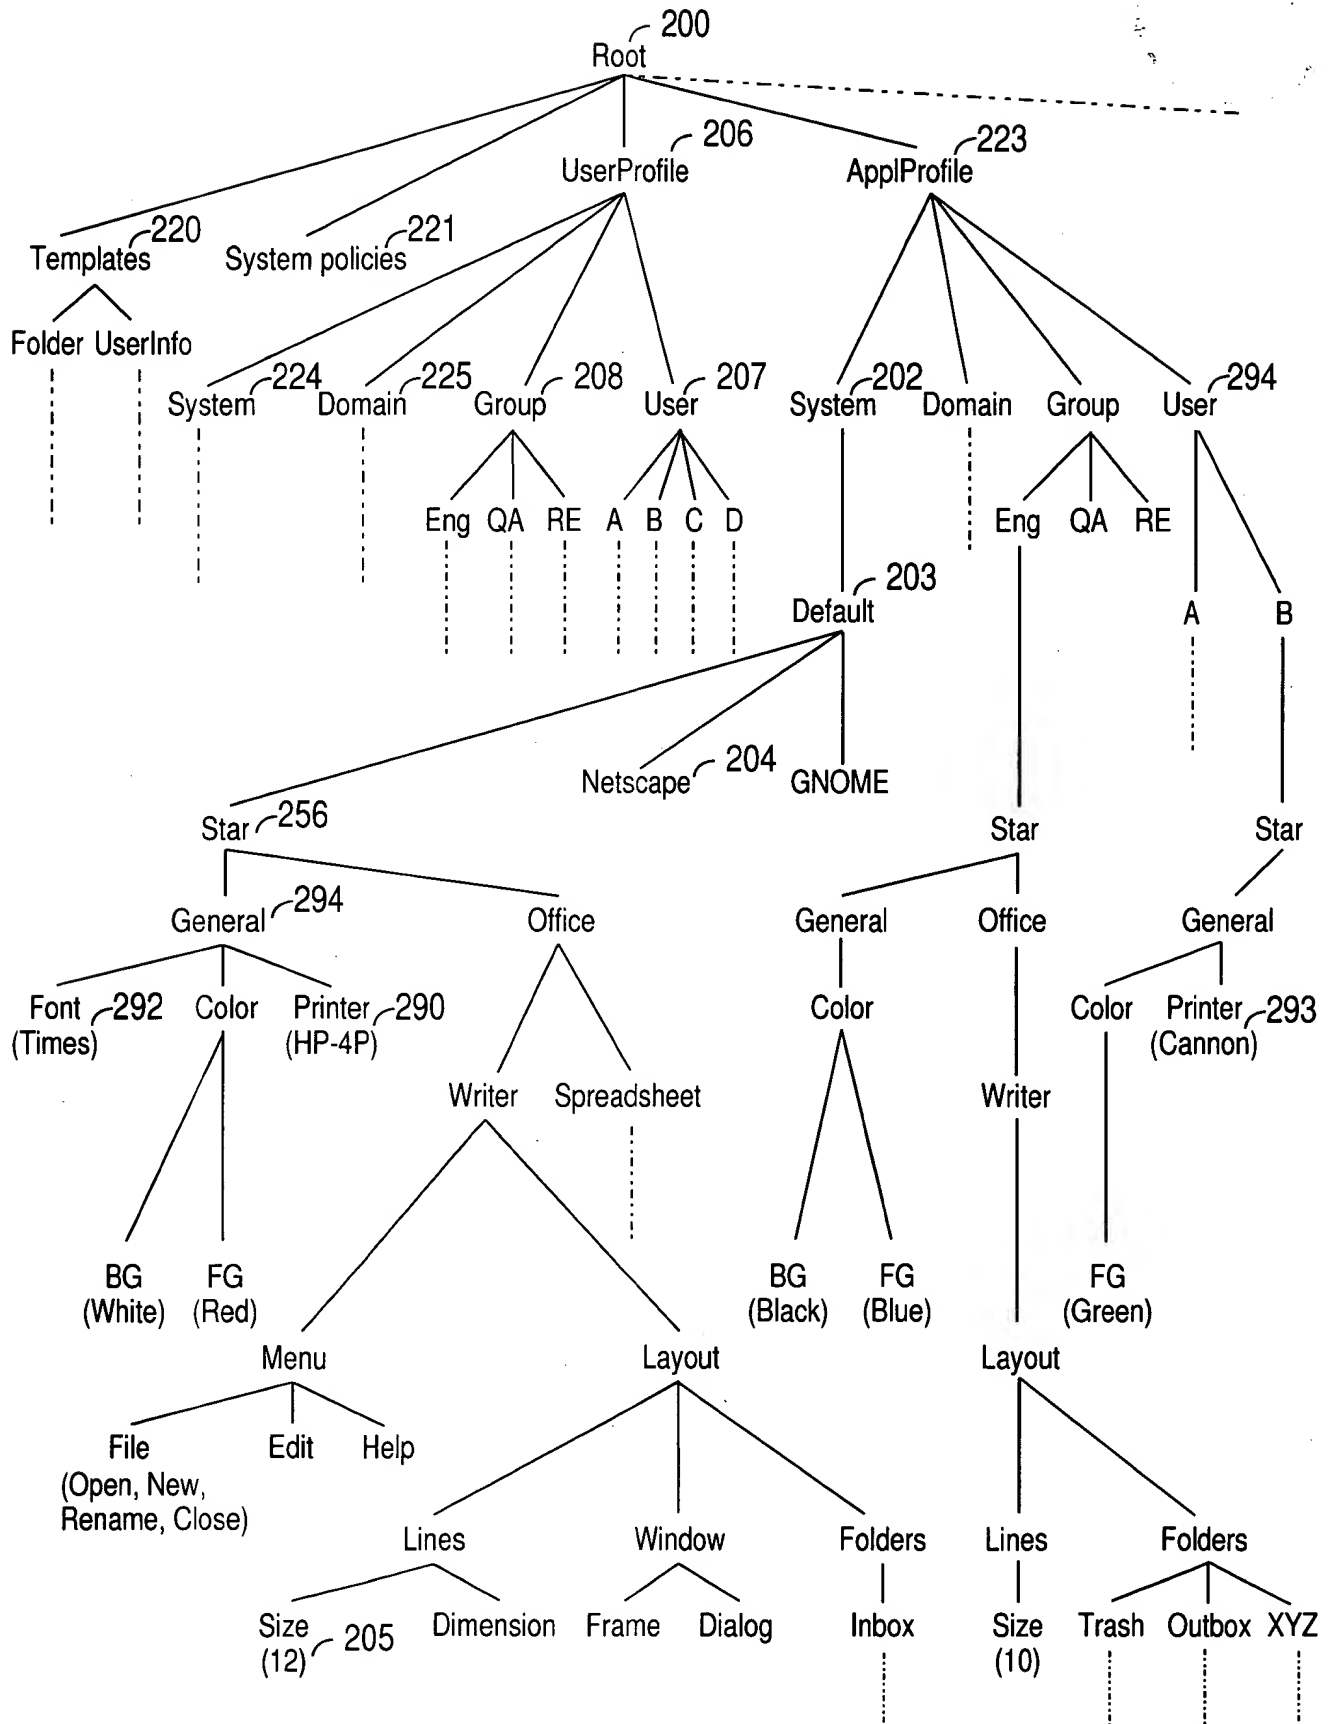 200
Root
206
UserProfile
223
ApplProfile
220
Templates
221
System policies
Folder UserInfo
224
System
225
Domain
208
Group
207
User
202
System
Domain
Group
294
User
Eng QA RE
A B C D
Eng QA RE
203
Default
A B
204
Netscape
GNOME
256
Star
Star
Star
294
General
Office
General
Office
General
Font
(Times)
292
Color
Printer
(HP-4P)
290
Color
Color
Printer
(Cannon)
293
Writer
Spreadsheet
Writer
BG
(White)
FG
(Red)
BG
(Black)
FG
(Blue)
FG
(Green)
Menu
Layout
Layout
File
(Open, New,
Rename, Close)
Edit
Help
Lines
Window
Folders
Lines
Folders
Size
(12)
205
Dimension
Frame
Dialog
Inbox
Size
(10)
Trash
Outbox
XYZ